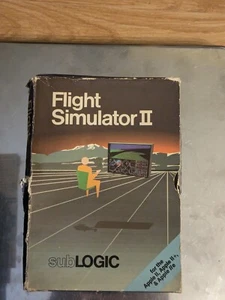 Flight
Simulator II
subLOGIC
for the
Apple II, Apple II+,
& Apple IIe